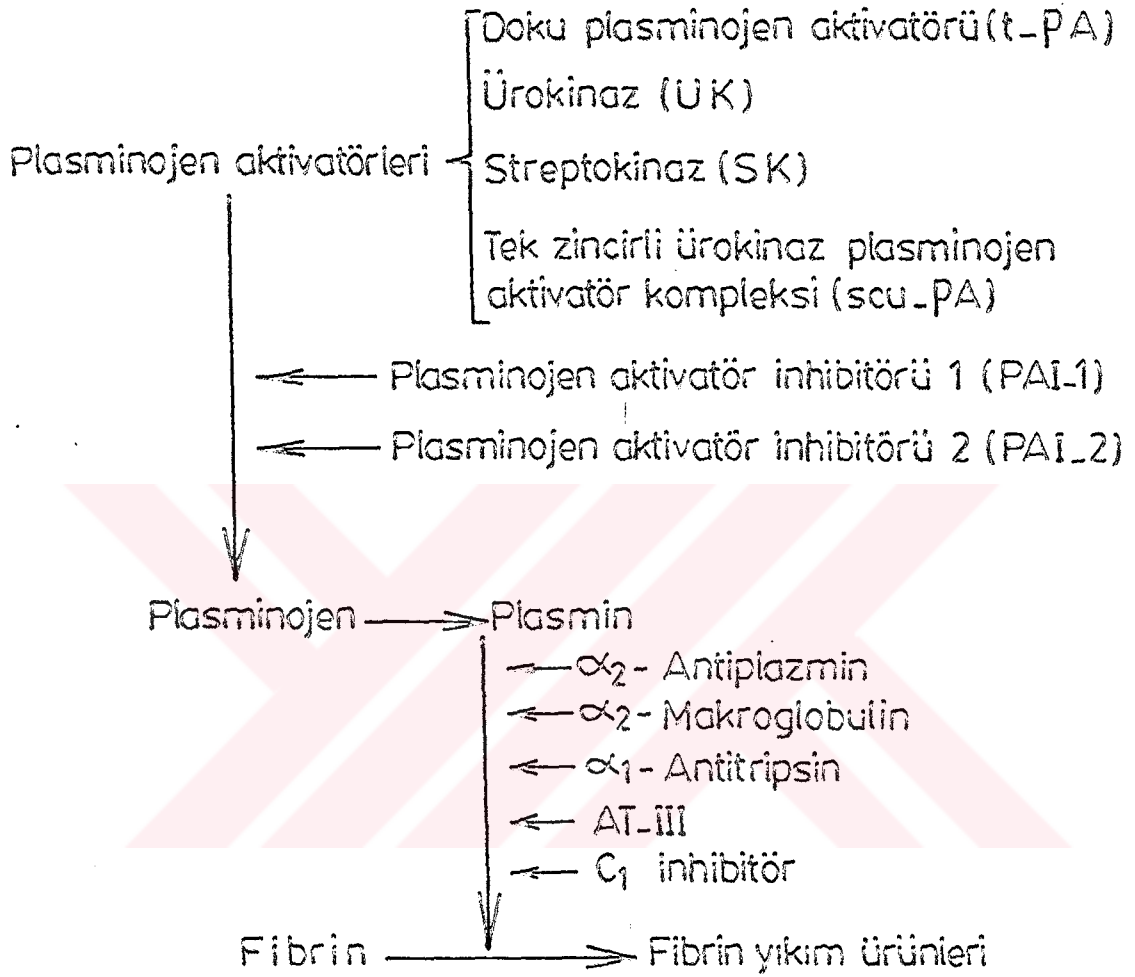 Doku plasminojen aktivatörü (t_PA)
Ürokinaz (UK)
Plasminojen aktivatörleri
Streptokinaz (SK)
Tek zincirli ürokinaz plasminojen
aktivatör kompleksi (scu_PA)
Plasminojen aktivatör inhibitörü 1 (PAI_1)
Plasminojen aktivatör inhibitörü 2 (PAI_2)
Plasminojen
Plasmin
α2- Antiplazmin
α2- Makroglobulin
α1- Antitripsin
AT_III
C1 inhibitör
Fibrin
Fibrin yıkım ürünleri